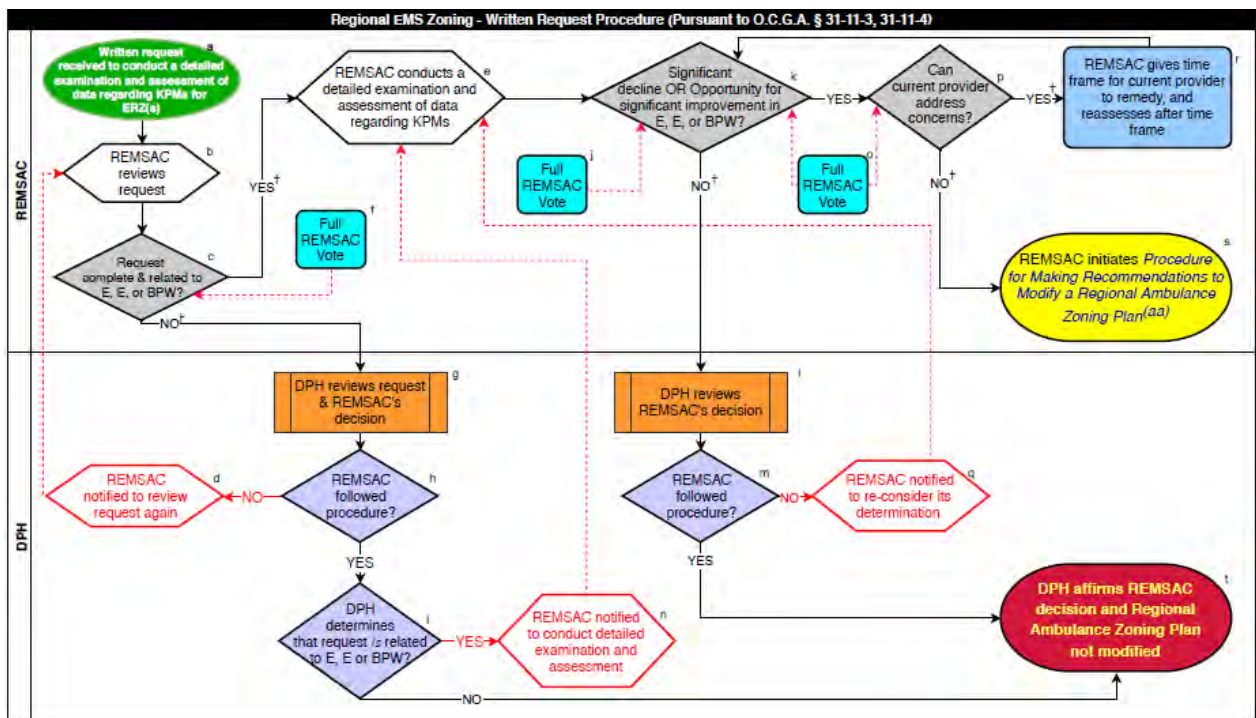 Regional EMS Zoning - Written Request Procedure (Pursuant to O.C.G.A. § 31-11-3, 31-11-4)
REMSAC
a
Written request
received to conduct a detailed
examination and assessment of
data regarding KPMs for
ERZ(s)
b
REMSAC
reviews
request
c
Request
complete & related to
E, E, or BPW?
YES†
NO†
f
Full
REMSAC
Vote
e
REMSAC conducts a
detailed examination and
assessment of data
regarding KPMs
j
Full
REMSAC
Vote
k
Significant
decline OR Opportunity for
significant improvement in
E, E, or BPW?
YES
NO†
o
Full
REMSAC
Vote
p
Can
current provider
address
concerns?
YES†
NO†
r
REMSAC gives time
frame for current provider
to remedy, and
reassesses after time
frame
s
REMSAC initiates Procedure
for Making Recommendations to
Modify a Regional Ambulance
Zoning Plan(aa)
DPH
g
DPH reviews request
& REMSAC's
decision
h
REMSAC
followed
procedure?
NO
d
REMSAC
notified to review
request again
YES
i
DPH
determines
that request is related
to E, E or BPW?
YES
n
REMSAC notified
to conduct detailed
examination and
assessment
NO
l
DPH reviews
REMSAC's decision
m
REMSAC
followed
procedure?
NO
q
REMSAC notified
to re-consider its
determination
YES
t
DPH affirms REMSAC
decision and Regional
Ambulance Zoning Plan
not modified